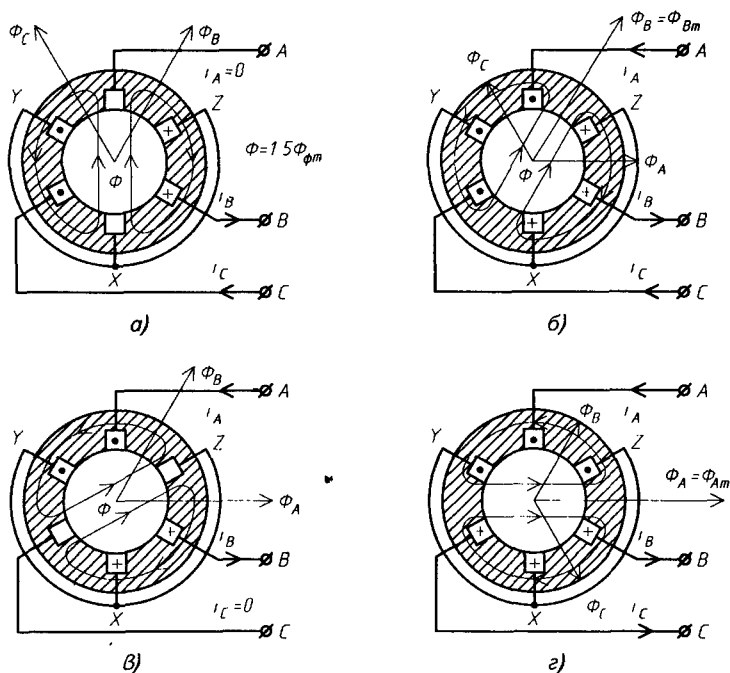 Φ_C Φ_B A
i_A=0
Y Z
Φ=1 5Φ_фm
Φ
i_B
B
X
i_C
C
а)
Φ_B=Φ_Bm
A
Φ_C i_A
Y Z
Φ Φ_A
i_B
B
X
i_C
C
б)
Φ_B A
i_A
Y Z
Φ Φ_A
i_B
B
X
i_C=0
C
в)
A
Φ_B i_A
Y Z
Φ_A=Φ_Am
i_B
B
Φ_C
X
i_C
C
г)